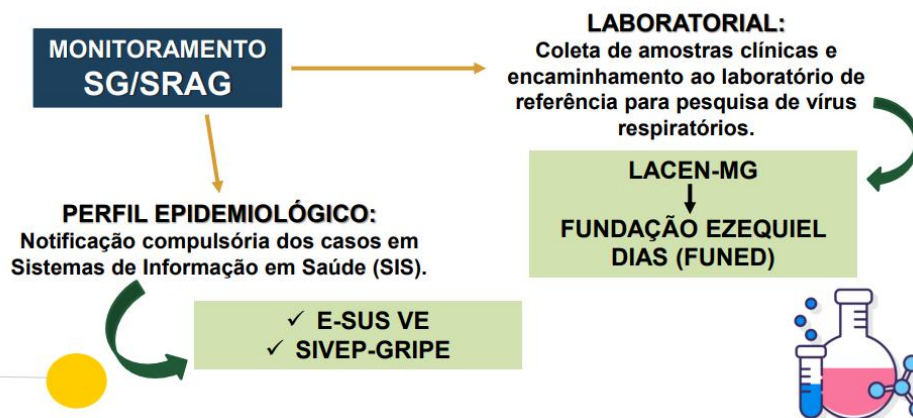 MONITORAMENTO
SG/SRAG
LABORATORIAL:
Coleta de amostras clínicas e
encaminhamento ao laboratório de
referência para pesquisa de vírus
respiratórios.
LACEN-MG
FUNDAÇÃO EZEQUIEL
DIAS (FUNED)
PERFIL EPIDEMIOLÓGICO:
Notificação compulsória dos casos em
Sistemas de Informação em Saúde (SIS).
✓ E-SUS VE
✓ SIVEP-GRIPE